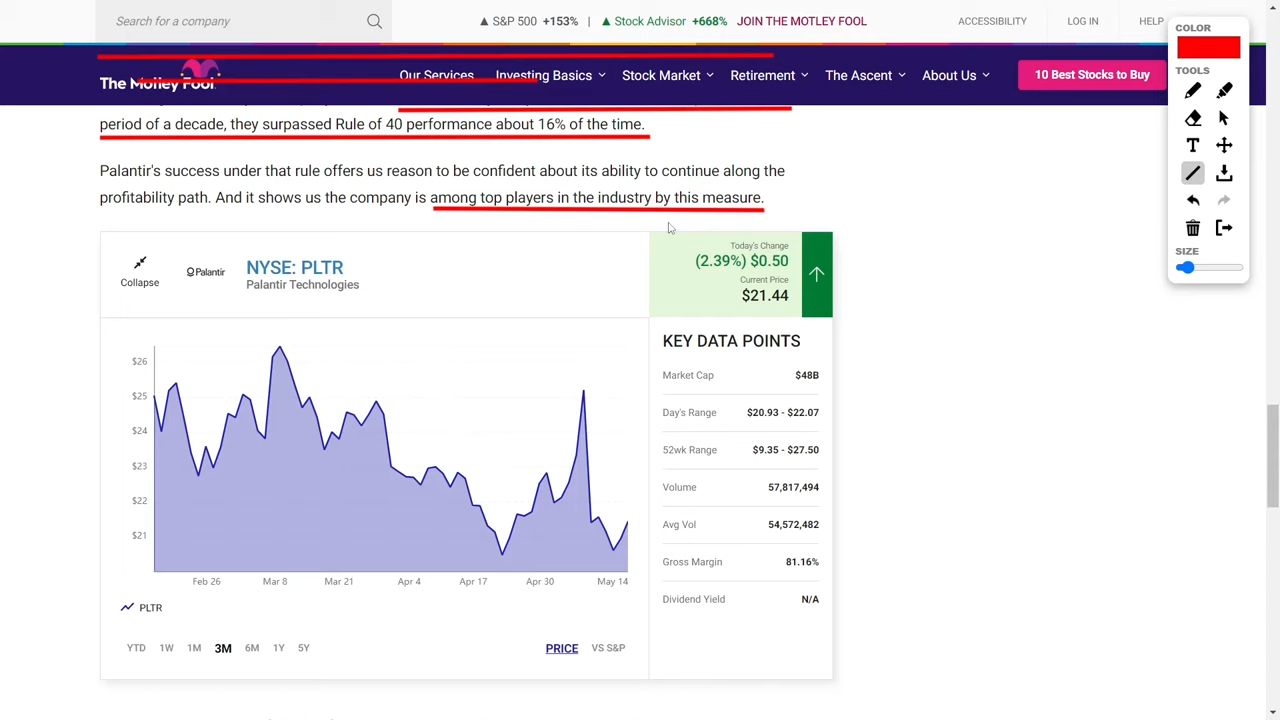 Search for a company
▲ S&P 500 +153% | ▲ Stock Advisor +668% JOIN THE MOTLEY FOOL
ACCESSIBILITY LOG IN HELP
The Motley Fool.
Our Services Investing Basics Stock Market Retirement The Ascent About Us
10 Best Stocks to Buy
period of a decade, they surpassed Rule of 40 performance about 16% of the time.
Palantir's success under that rule offers us reason to be confident about its ability to continue along the
profitability path. And it shows us the company is among top players in the industry by this measure.
Collapse
Palantir
NYSE: PLTR
Palantir Technologies
Today's Change
(2.39%) $0.50
Current Price
$21.44
$26
$25
$24
$23
$22
$21
Feb 26 Mar 8 Mar 21 Apr 4 Apr 17 Apr 30 May 14
PLTR
YTD 1W 1M 3M 6M 1Y 5Y
PRICE VS S&P
KEY DATA POINTS
Market Cap $48B
Day's Range $20.93 - $22.07
52wk Range $9.35 - $27.50
Volume 57,817,494
Avg Vol 54,572,482
Gross Margin 81.16%
Dividend Yield N/A
COLOR
TOOLS
T
SIZE